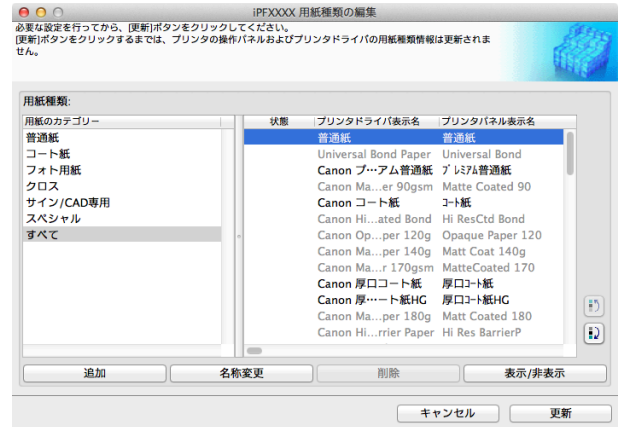 iPFXXXX 用紙種類の編集
必要な設定を行ってから、[更新]ボタンをクリックしてください。
[更新]ボタンをクリックするまでは、プリンタの操作パネルおよびプリンタドライバの用紙種類情報は更新されま
せん。
用紙種類:
用紙のカテゴリー
普通紙
コート紙
フォト用紙
クロス
サイン/CAD専用
スペシャル
すべて
状態 プリンタドライバ表示名 プリンタパネル表示名
普通紙 普通紙
Universal Bond Paper Universal Bond
Canon プ…アム普通紙 プレミアム普通紙
Canon Ma...er 90gsm Matte Coated 90
Canon コート紙 コート紙
Canon Hi...ated Bond Hi ResCtd Bond
Canon Op...per 120g Opaque Paper 120
Canon Ma...per 140g Matt Coat 140g
Canon Ma...r 170gsm MatteCoated 170
Canon 厚口コート紙 厚口コート紙
Canon 厚…ート紙HG 厚口コート紙HG
Canon Ma...per 180g Matt Coated 180
Canon Hi...rrier Paper Hi Res BarrierP
追加 名称変更 削除 表示/非表示
キャンセル 更新